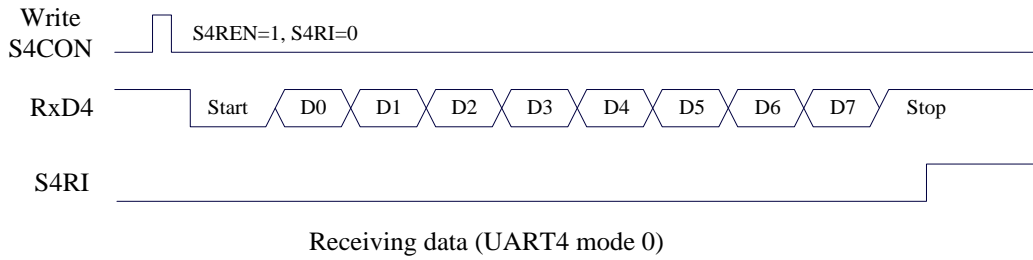 Write
S4CON
S4REN=1, S4RI=0
RxD4
Start D0 D1 D2 D3 D4 D5 D6 D7 Stop
S4RI
Receiving data (UART4 mode 0)